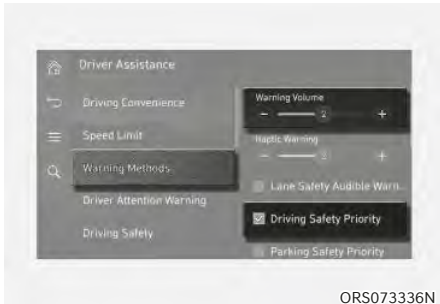 Driver Assistance
Driving Convenience
Speed Limit
Warning Methods
Driver Attention Warning
Driving Safety
Warning Volume
- 2 +
Haptic Warning
- +
Lane Safety Audible Warn...
Driving Safety Priority
Parking Safety Priority
ORS073336N